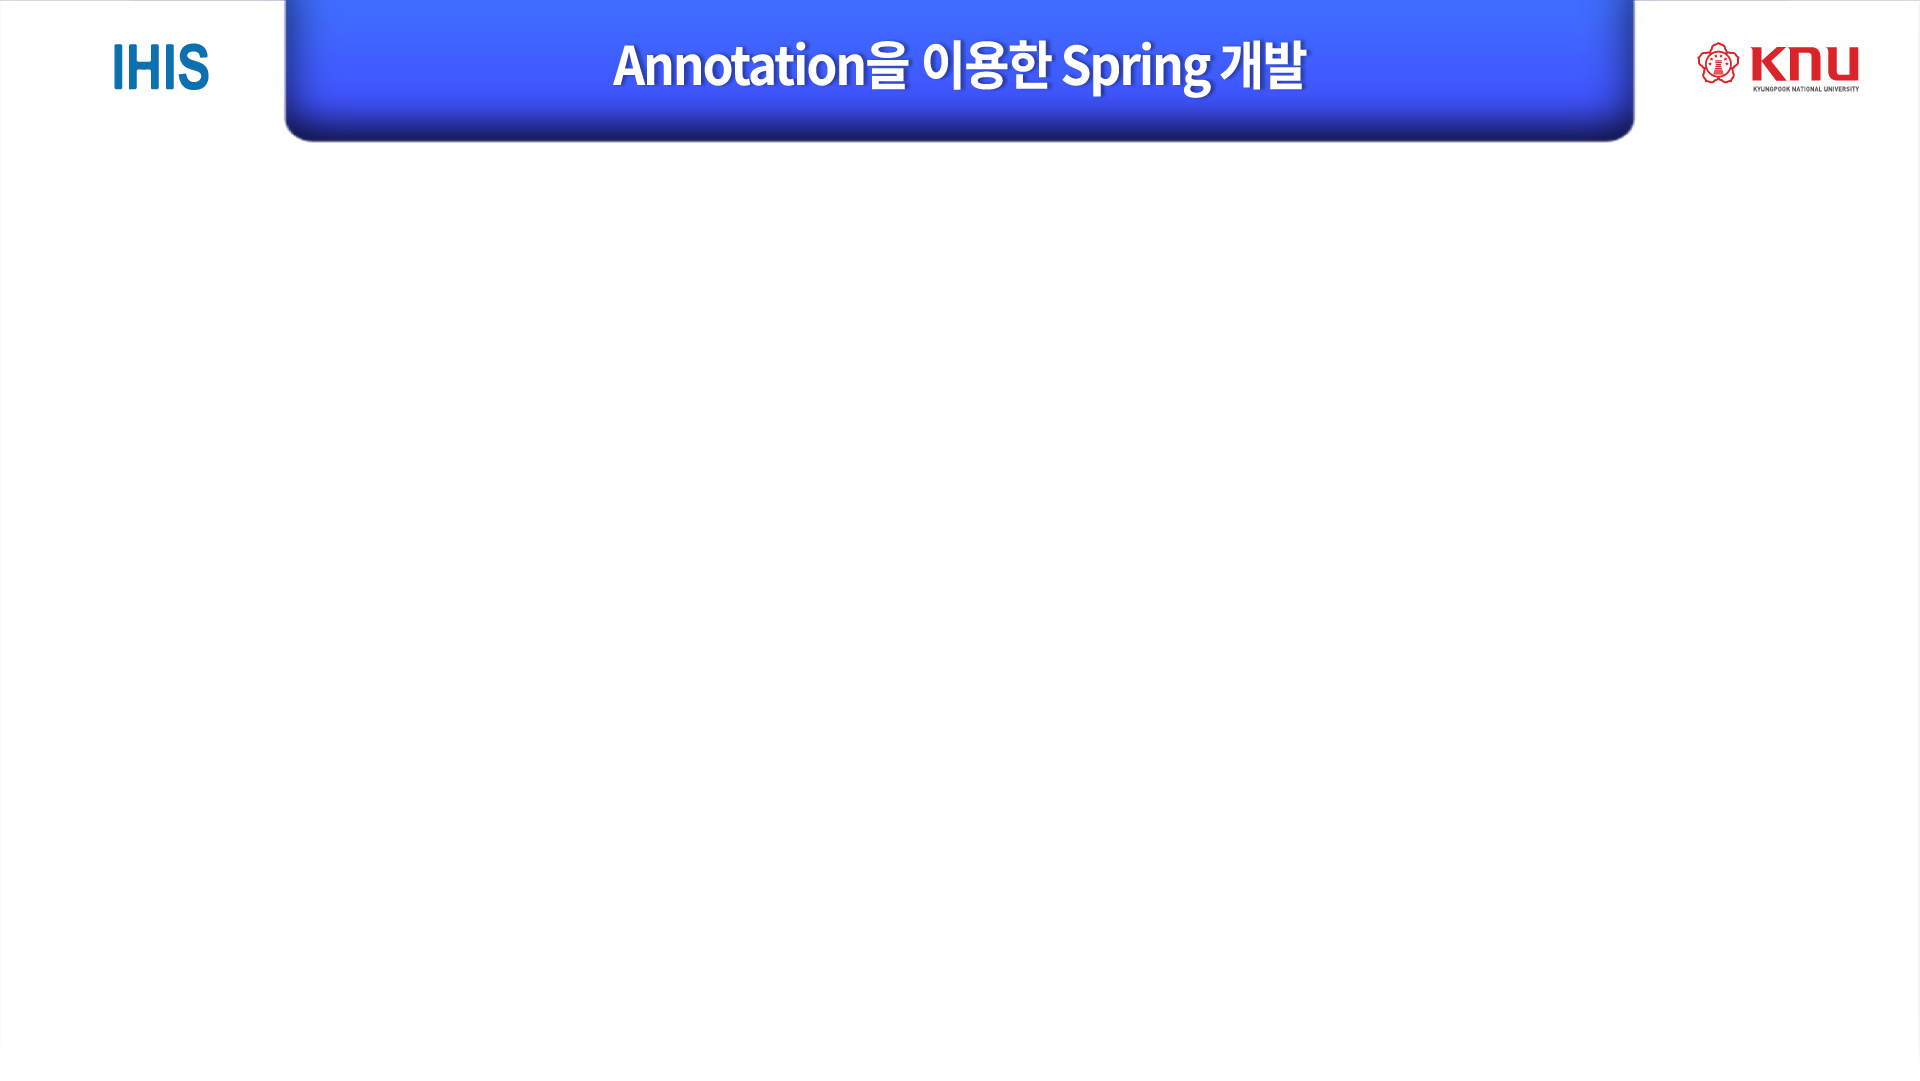 IHIS
Annotation을 이용한 Spring 개발
KNU
KYUNGPOOK NATIONAL UNIVERSITY